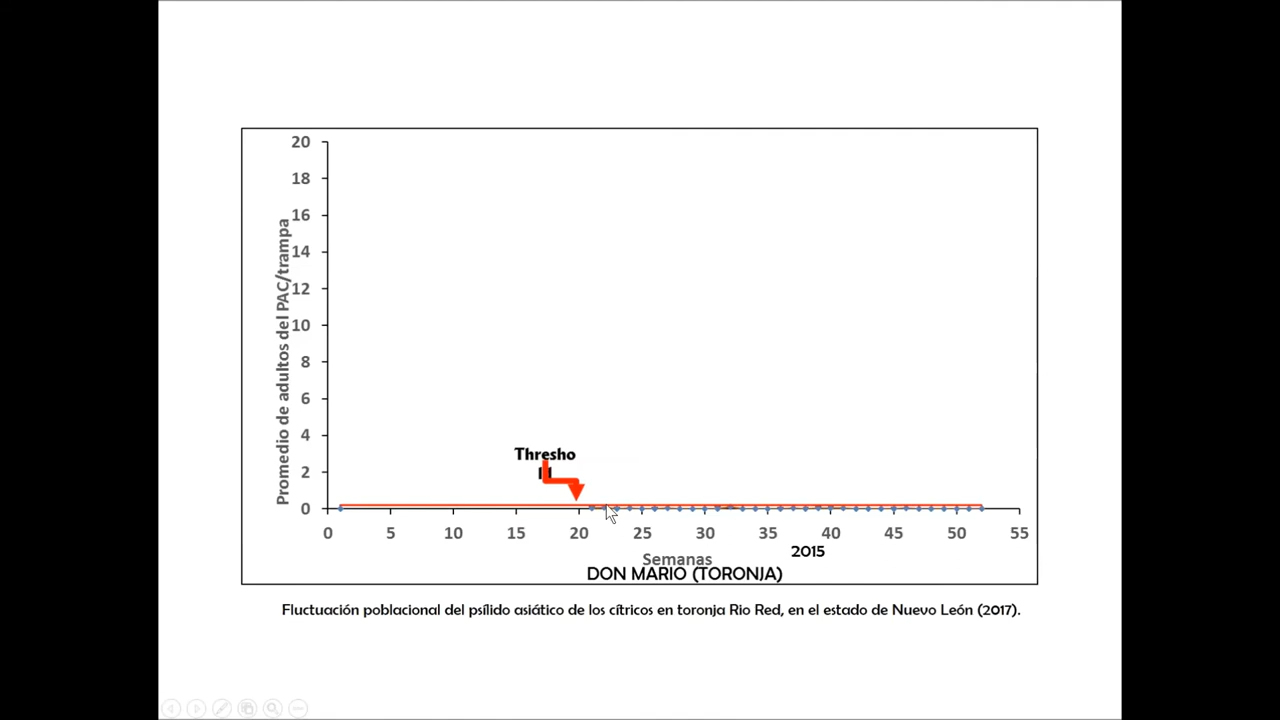 20
18
16
14
12
10
8
6
4
2
0
Promedio de adultos del PAC/trampa
Thresho
ld
0 5 10 15 20 25 30 35 40 45 50 55
2015
Semanas
DON MARIO (TORONJA)
Fluctuación poblacional del psílido asiático de los cítricos en toronja Rio Red, en el estado de Nuevo León (2017).